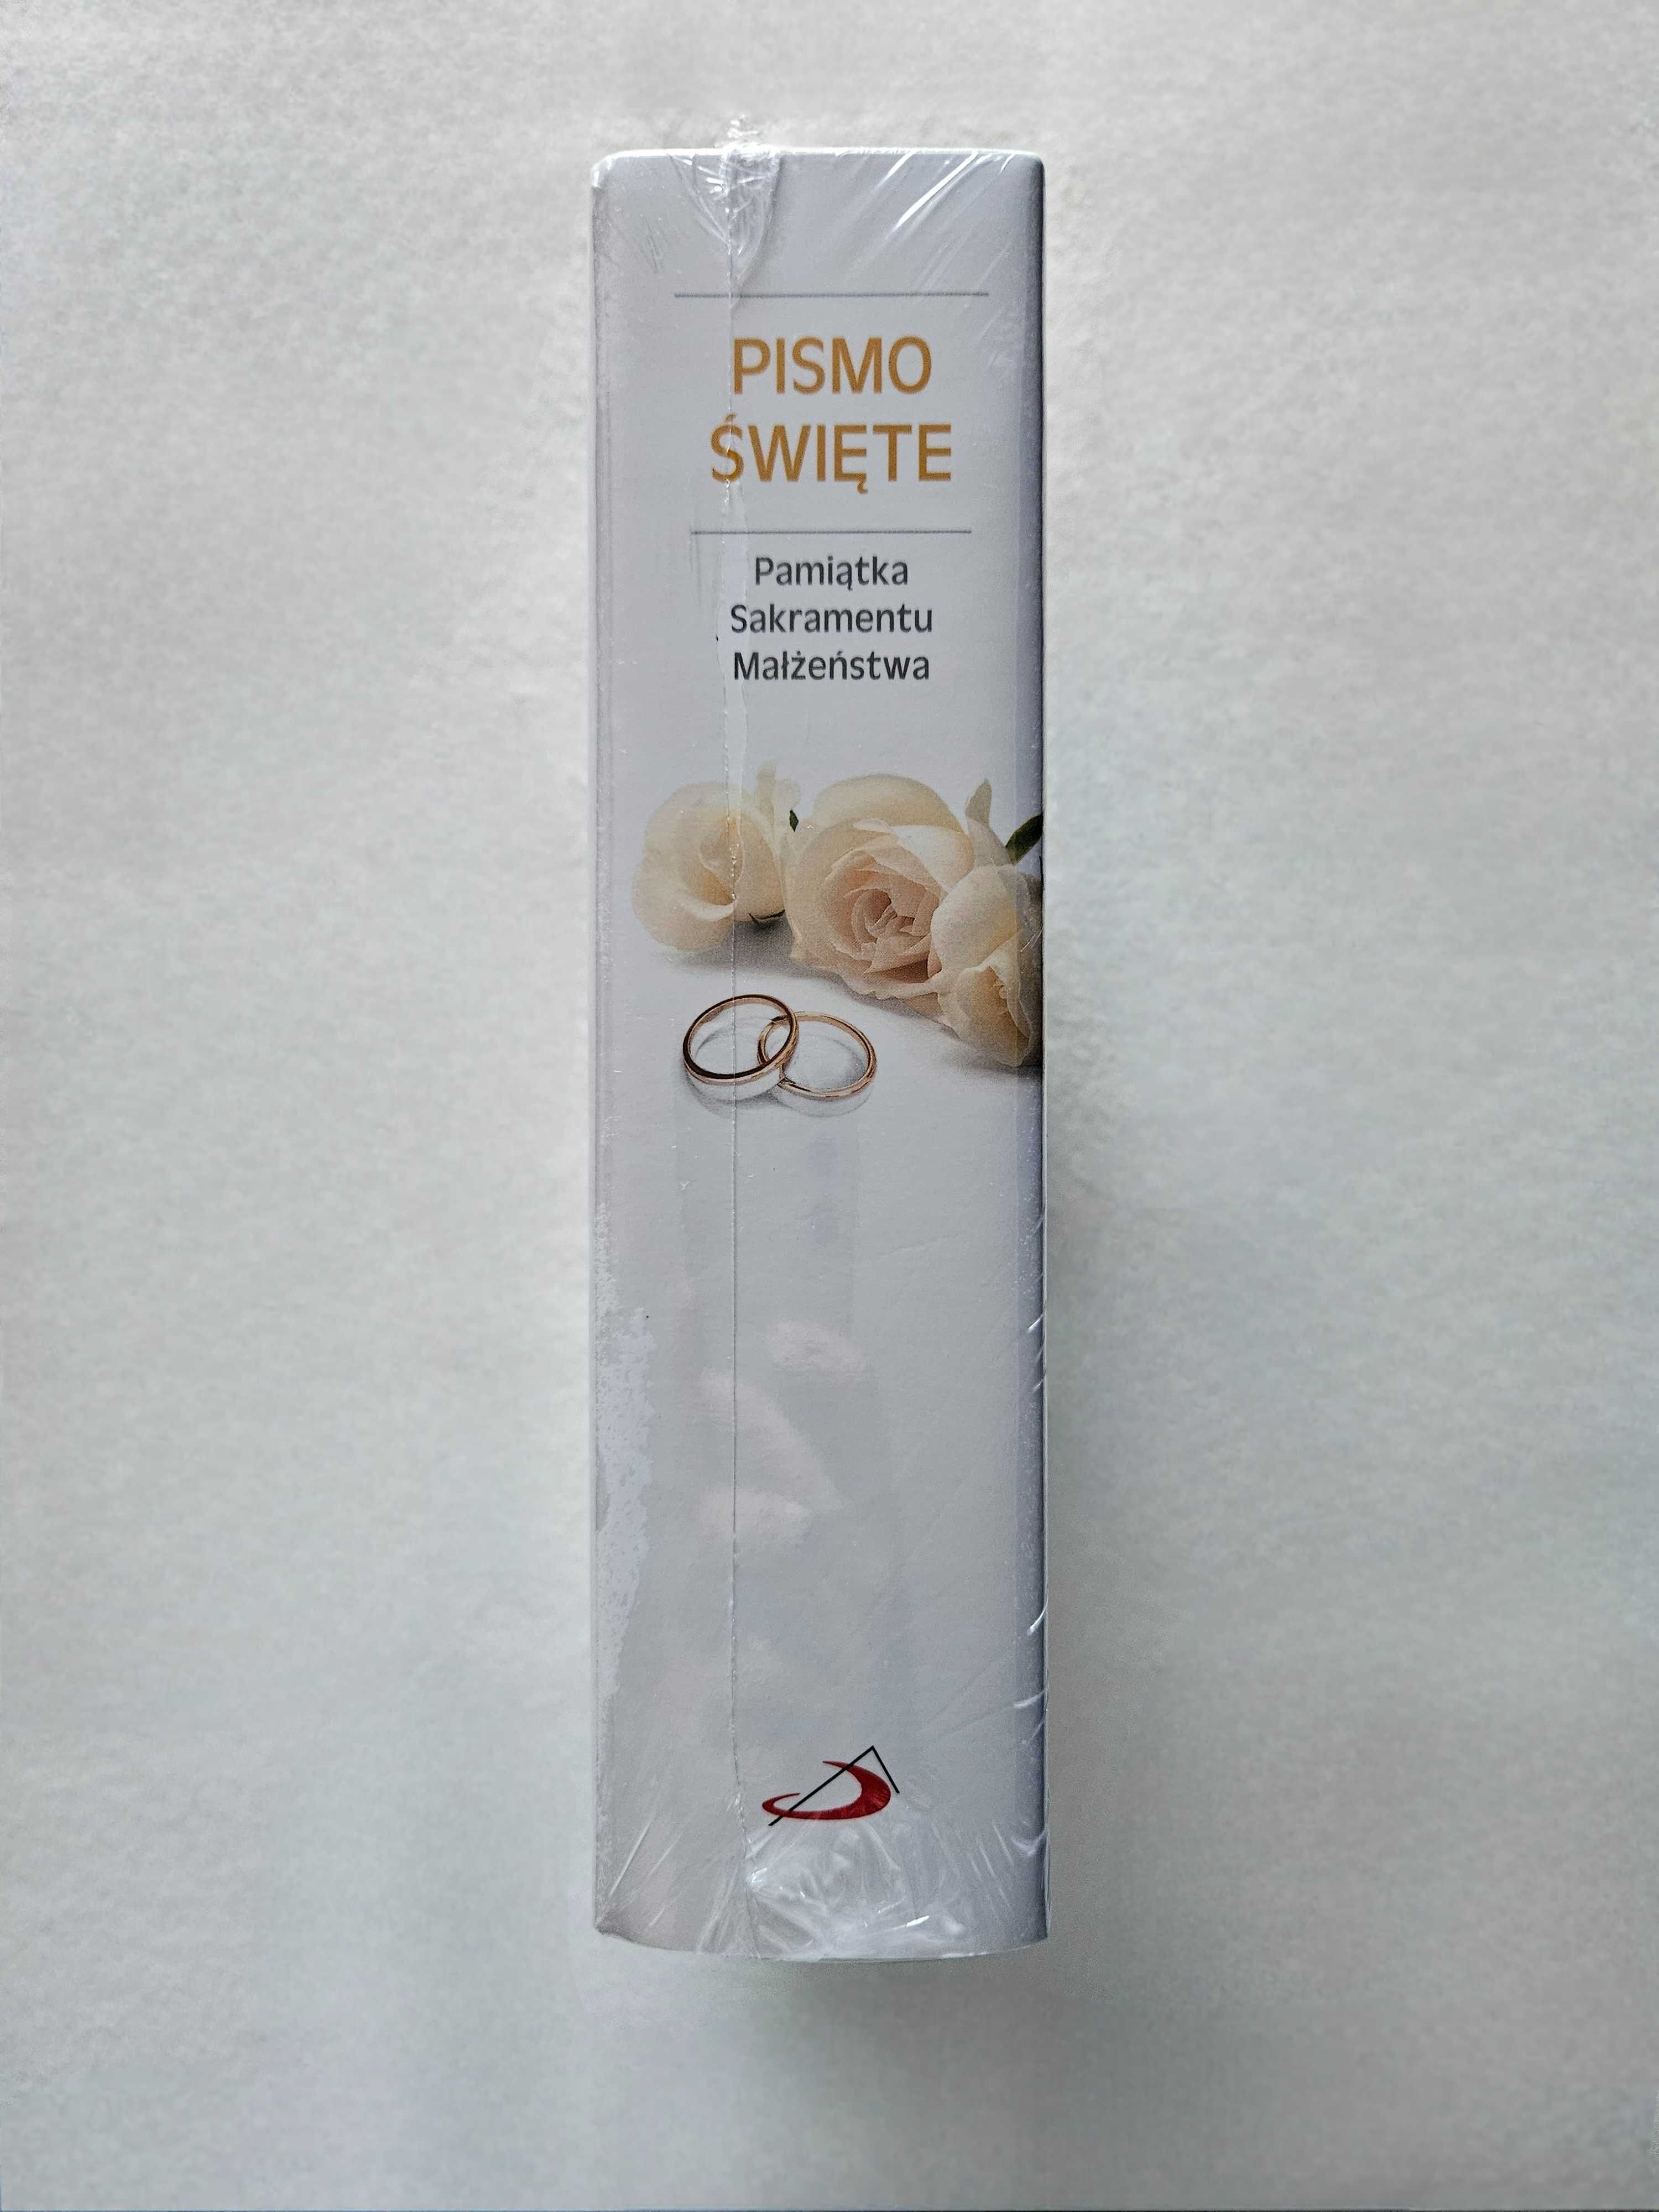 PISMO
ŚWIĘTE
Pamiątka
Sakramentu
Małżeństwa